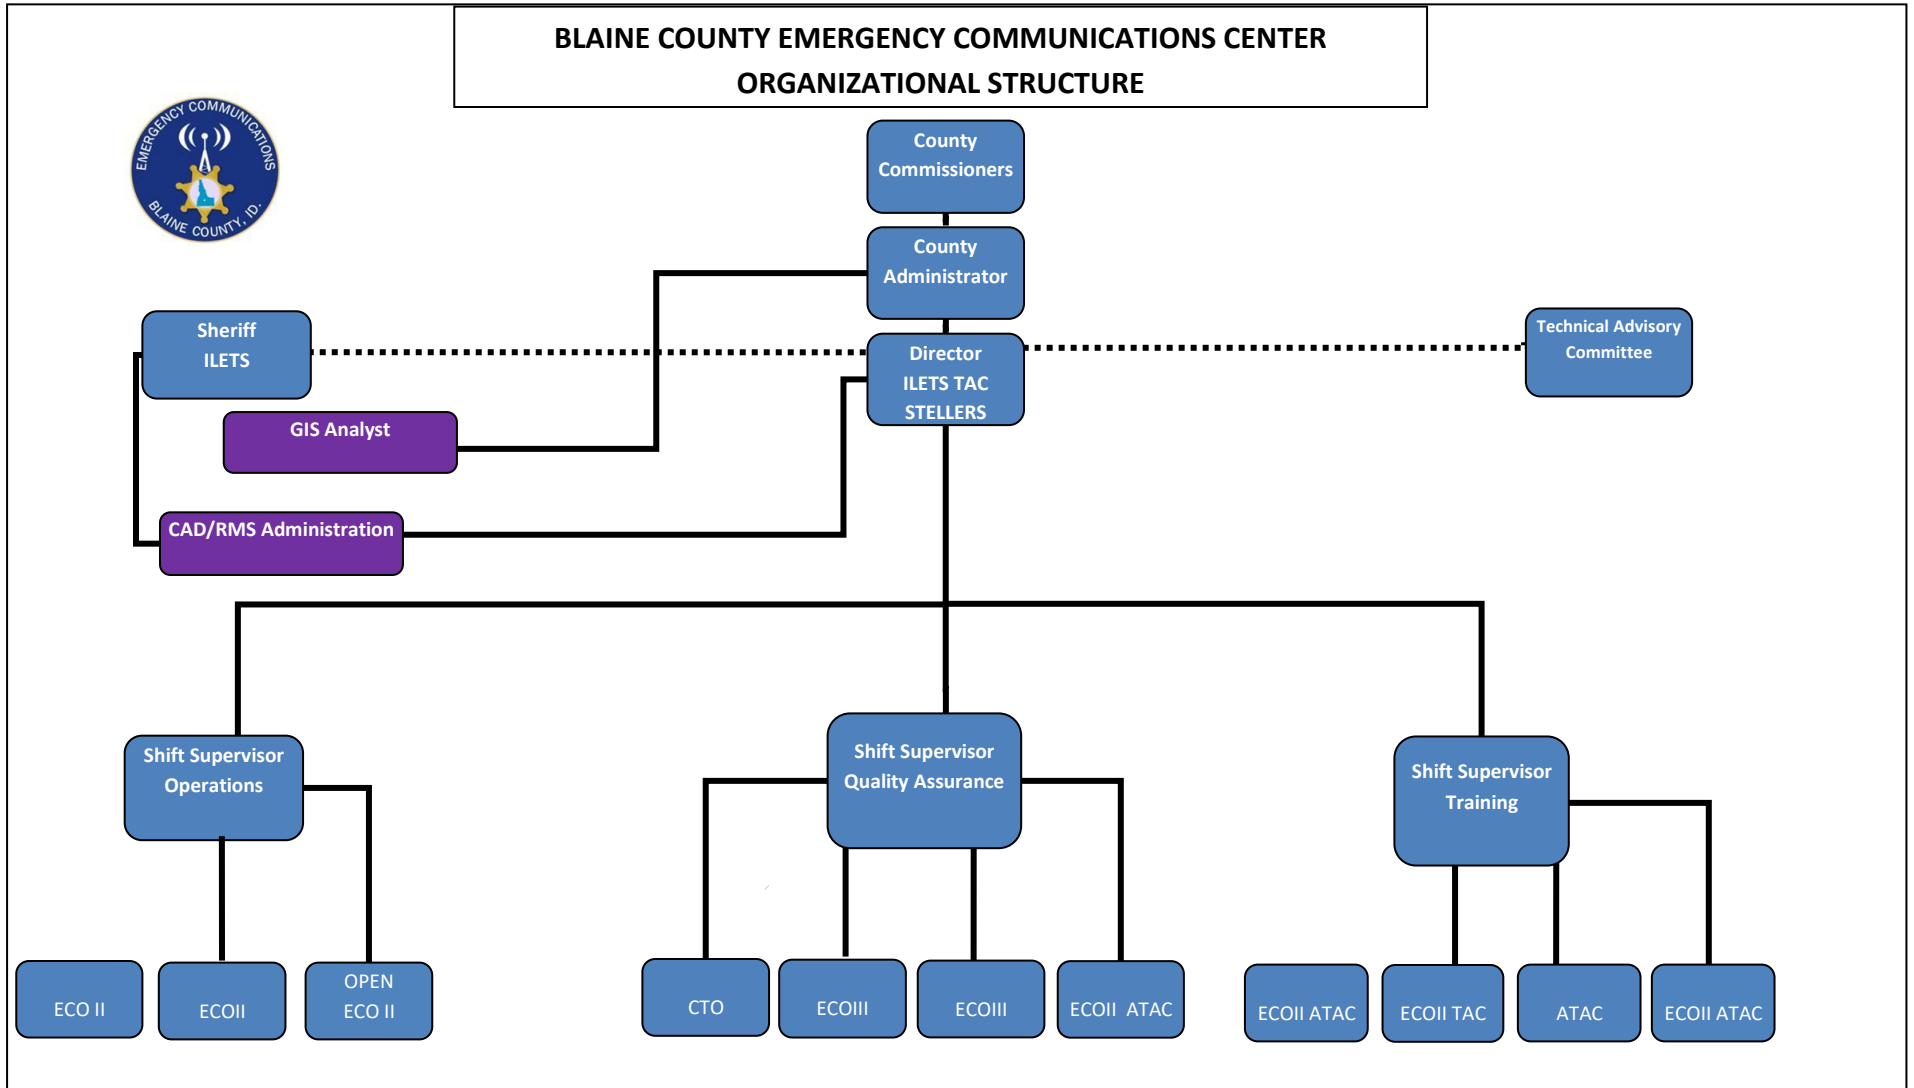 BLAINE COUNTY EMERGENCY COMMUNICATIONS CENTER
ORGANIZATIONAL STRUCTURE
EMERGENCY COMMUNICATIONS
BLAINE COUNTY, ID.
County
Commissioners
County
Administrator
Sheriff
ILETS
Director
ILETS TAC
STELLERS
Technical Advisory
Committee
GIS Analyst
CAD/RMS Administration
Shift Supervisor
Operations
Shift Supervisor
Quality Assurance
Shift Supervisor
Training
ECO II
ECOII
OPEN
ECO II
CTO
ECOIII
ECOIII
ECOII  ATAC
ECOII ATAC
ECOII TAC
ATAC
ECOII ATAC